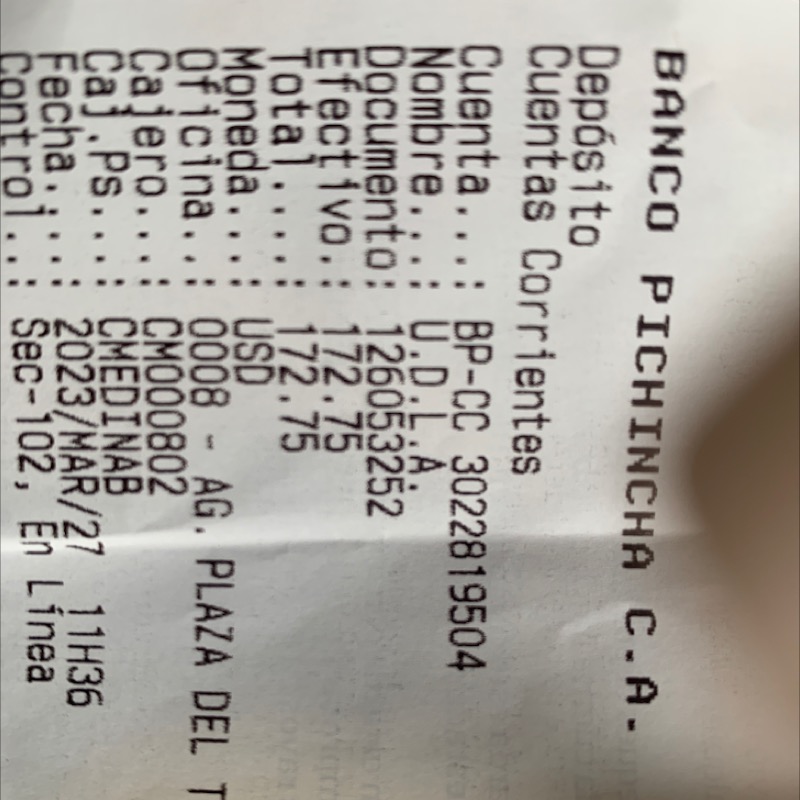 BANCO PICHINCHA C.A.
Depósito
Cuentas Corrientes
Cuenta...: BP-CC 3022819504
Nombre...: U.D.L.A.
Documento: 126053252
Efectivo.: 172.75
Total....: 172.75
Moneda...: USD
Oficina..: 0008 - AG. PLAZA DEL T
Cajero...: CM000802
Caj.ps...: CMEDINAB
Fecha....: 2023/MAR/27 11H36
Control..: Sec-102, En Línea